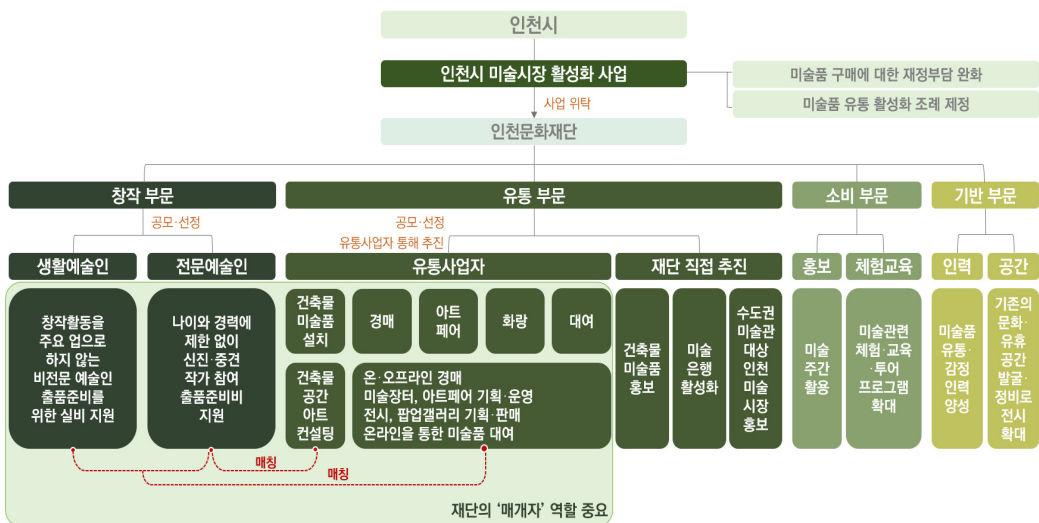 인천시
인천시 미술시장 활성화 사업
미술품 구매에 대한 재정부담 완화
미술품 유통 활성화 조례 제정
사업 위탁
인천문화재단
창작 부문
유통 부문
소비 부문
기반 부문
공모·선정
공모·선정
유통사업자 통해 추진
생활예술인
전문예술인
유통사업자
재단 직접 추진
홍보
체험교육
인력
공간
창작활동을
주요 업으로
하지 않는
비전문 예술인
출품준비를
위한 실비 지원
나이와 경력에
제한 없이
신진·중견
작가 참여
출품준비비
지원
건축물
미술품
설치
경매
아트
페어
화랑
대여
건축물
공간
아트
컨설팅
온·오프라인 경매
미술장터, 아트페어 기획·운영
전시, 팝업갤러리 기획·판매
온라인을 통한 미술품 대여
건축물
미술품
홍보
미술
은행
활성화
수도권
미술관
대상
인천
미술
시장
홍보
미술
주간
활용
미술관련
체험·교육
·투어
프로그램
확대
미술품
유통·
감정
인력
양성
기존의
문화·
유휴
공간
발굴·
정비로
전시
확대
매칭
매칭
재단의 ‘매개자’ 역할 중요